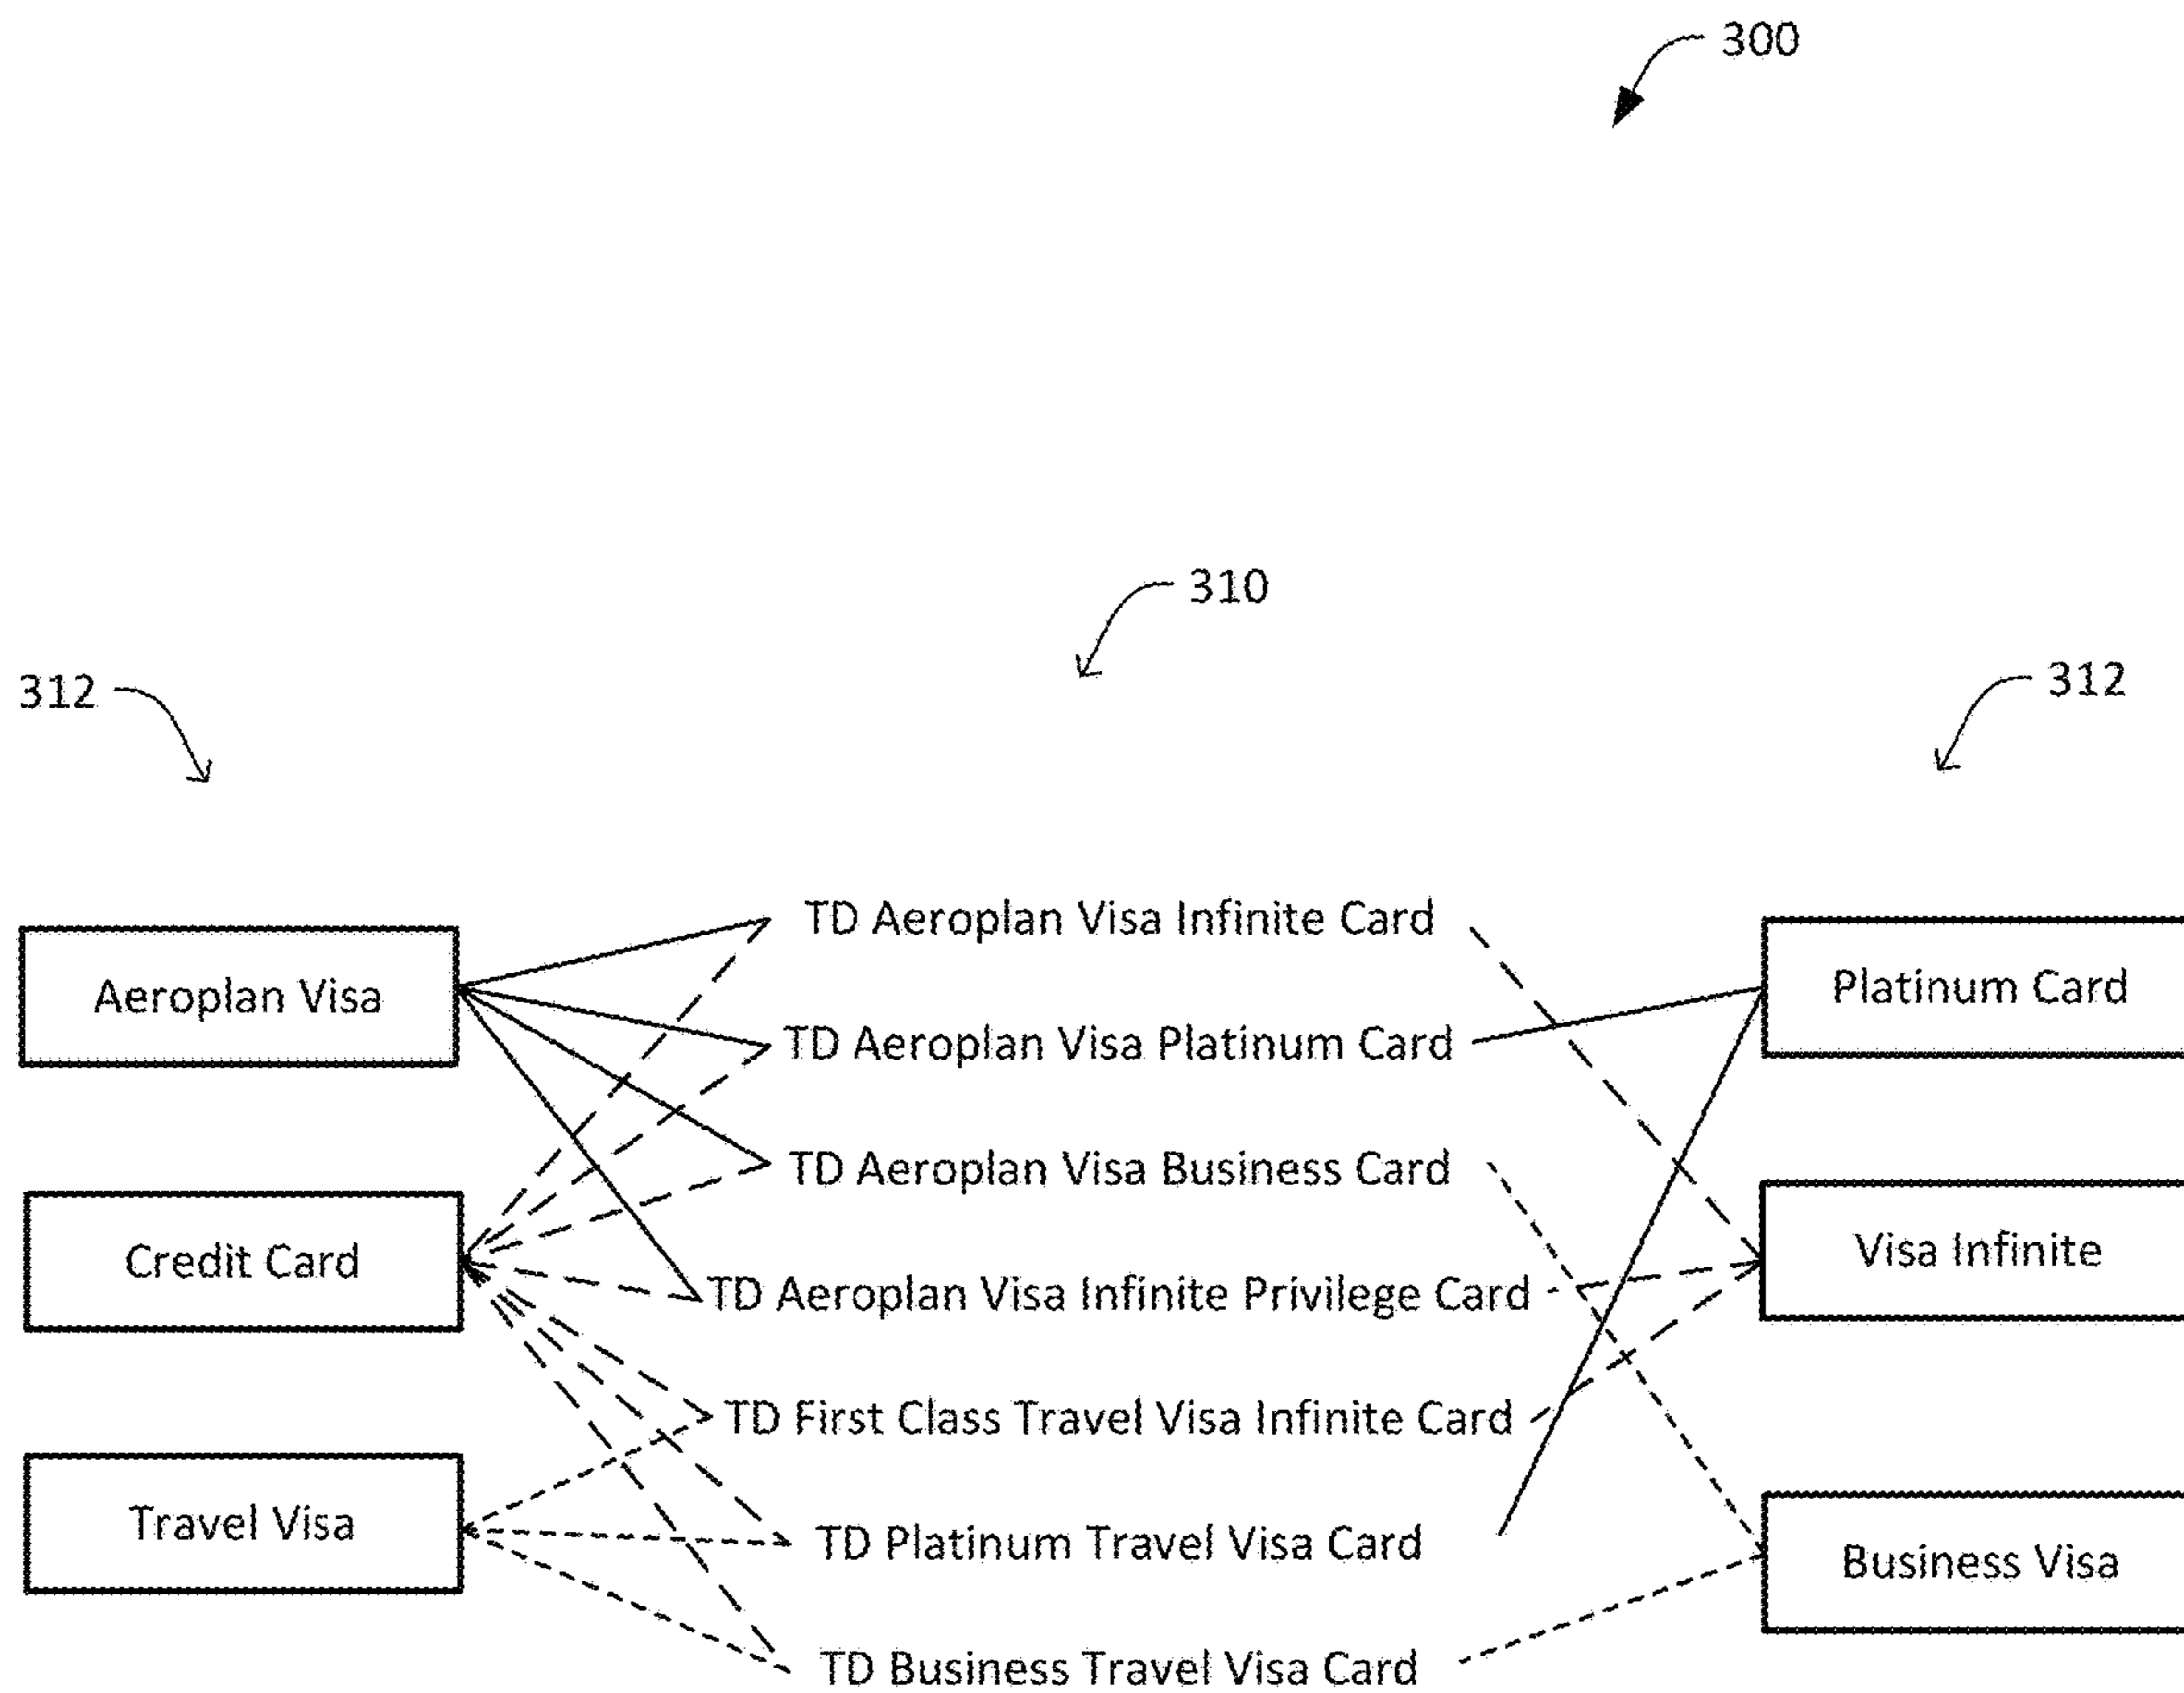 300
310
312
312
TD Aeroplan Visa Infinite Card
Aeroplan Visa
Platinum Card
TD Aeroplan Visa Platinum Card
TD Aeroplan Visa Business Card
Credit Card
Visa Infinite
TD Aeroplan Visa Infinite Privilege Card
TD First Class Travel Visa Infinite Card
Travel Visa
TD Platinum Travel Visa Card
Business Visa
TD Business Travel Visa Card